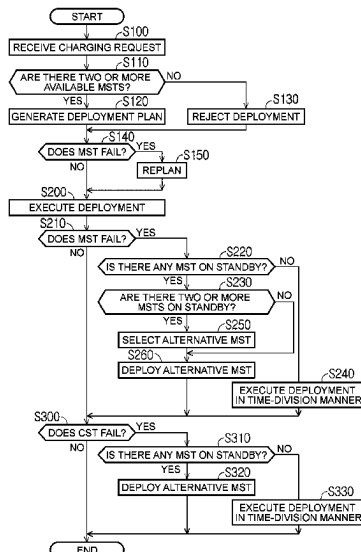 START
S100
RECEIVE CHARGING REQUEST
S110
ARE THERE TWO OR MORE
AVAILABLE MSTS?
NO
YES
S120
GENERATE DEPLOYMENT PLAN
S130
REJECT DEPLOYMENT
S140
DOES MST FAIL?
YES
NO
S150
REPLAN
S200
EXECUTE DEPLOYMENT
S210
DOES MST FAIL?
YES
NO
S220
IS THERE ANY MST ON STANDBY?
NO
YES
S230
ARE THERE TWO OR MORE
MSTS ON STANDBY?
NO
YES
S250
SELECT ALTERNATIVE MST
S260
DEPLOY ALTERNATIVE MST
S240
EXECUTE DEPLOYMENT
IN TIME-DIVISION MANNER
S300
DOES CST FAIL?
YES
NO
S310
IS THERE ANY MST ON STANDBY?
NO
YES
S320
DEPLOY ALTERNATIVE MST
S330
EXECUTE DEPLOYMENT
IN TIME-DIVISION MANNER
END